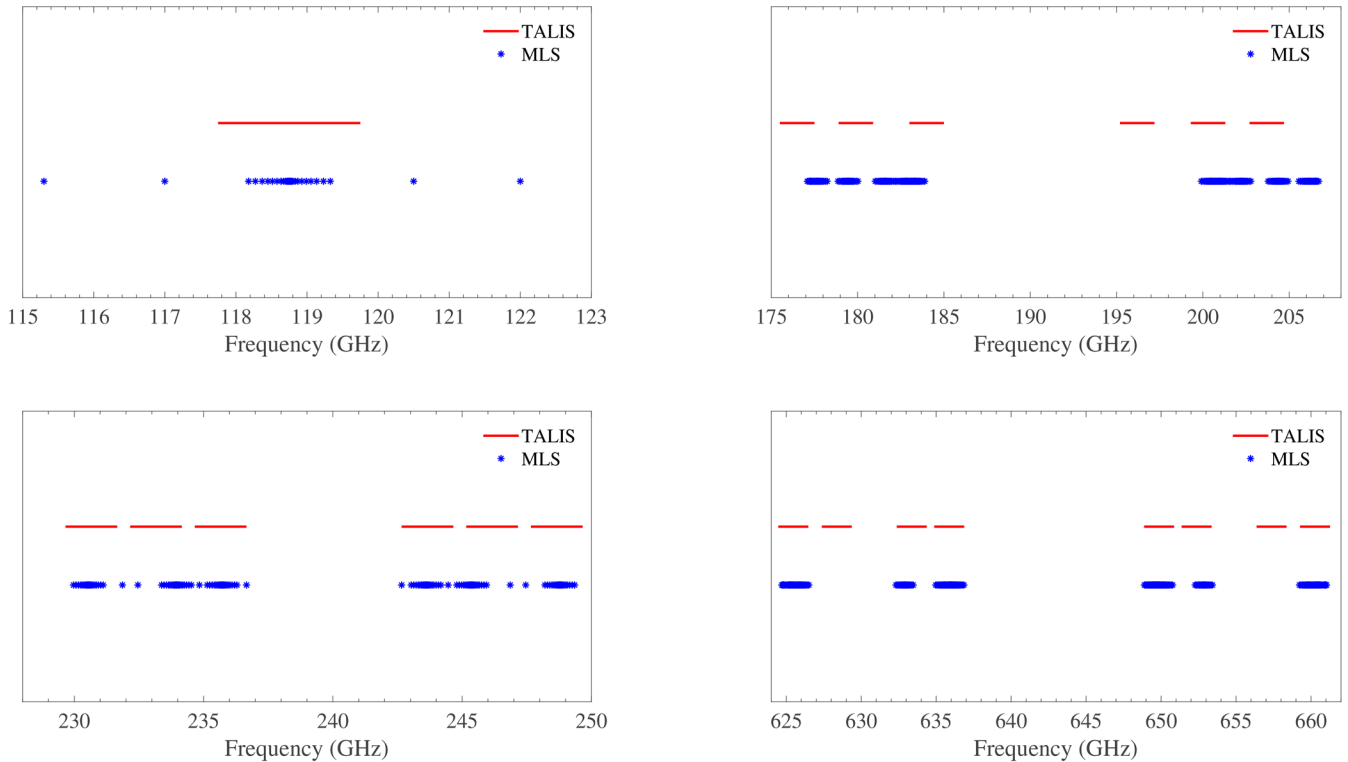 TALIS
MLS
115 116 117 118 119 120 121 122 123
Frequency (GHz)
TALIS
MLS
175 180 185 190 195 200 205
Frequency (GHz)
TALIS
MLS
230 235 240 245 250
Frequency (GHz)
TALIS
MLS
625 630 635 640 645 650 655 660
Frequency (GHz)